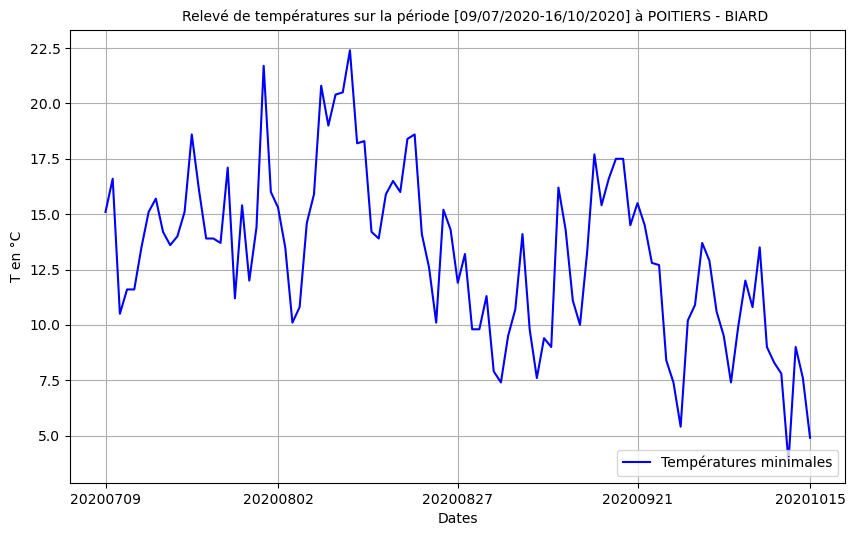 Relevé de températures sur la période [09/07/2020-16/10/2020] à POITIERS - BIARD
22.5
20.0
17.5
15.0
12.5
10.0
7.5
5.0
T en °C
Températures minimales
20200709 20200802 20200827 20200921 20201015
Dates